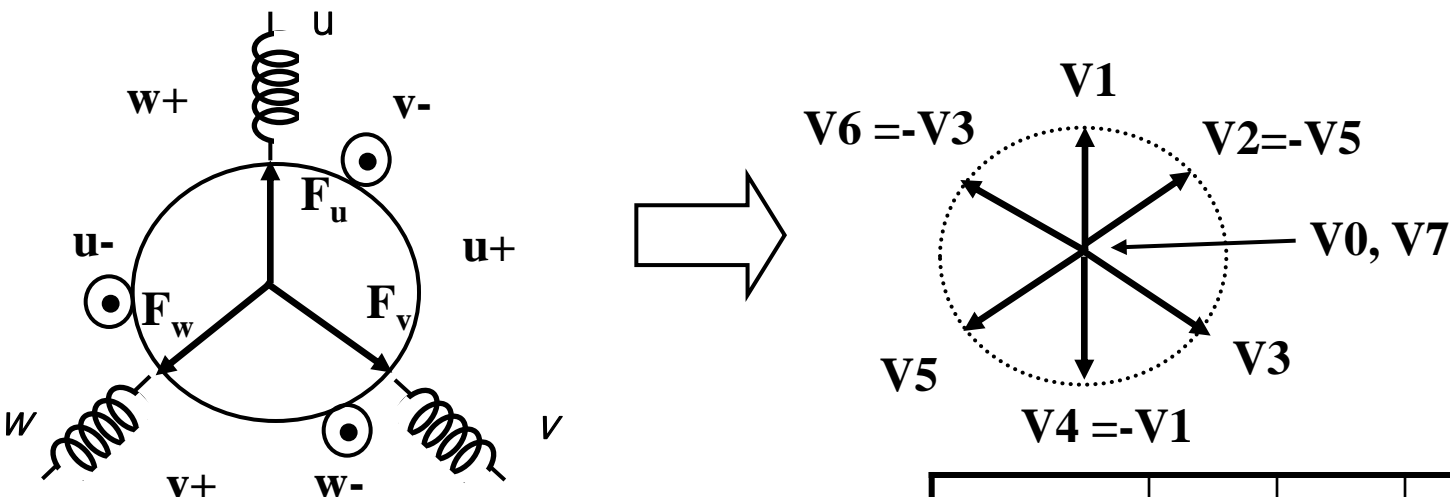 u
w+
v-
Fu
u-
u+
Fw
Fv
w
v
v+
w-
V1
V6 =-V3
V2=-V5
V0, V7
V5
V3
V4 =-V1